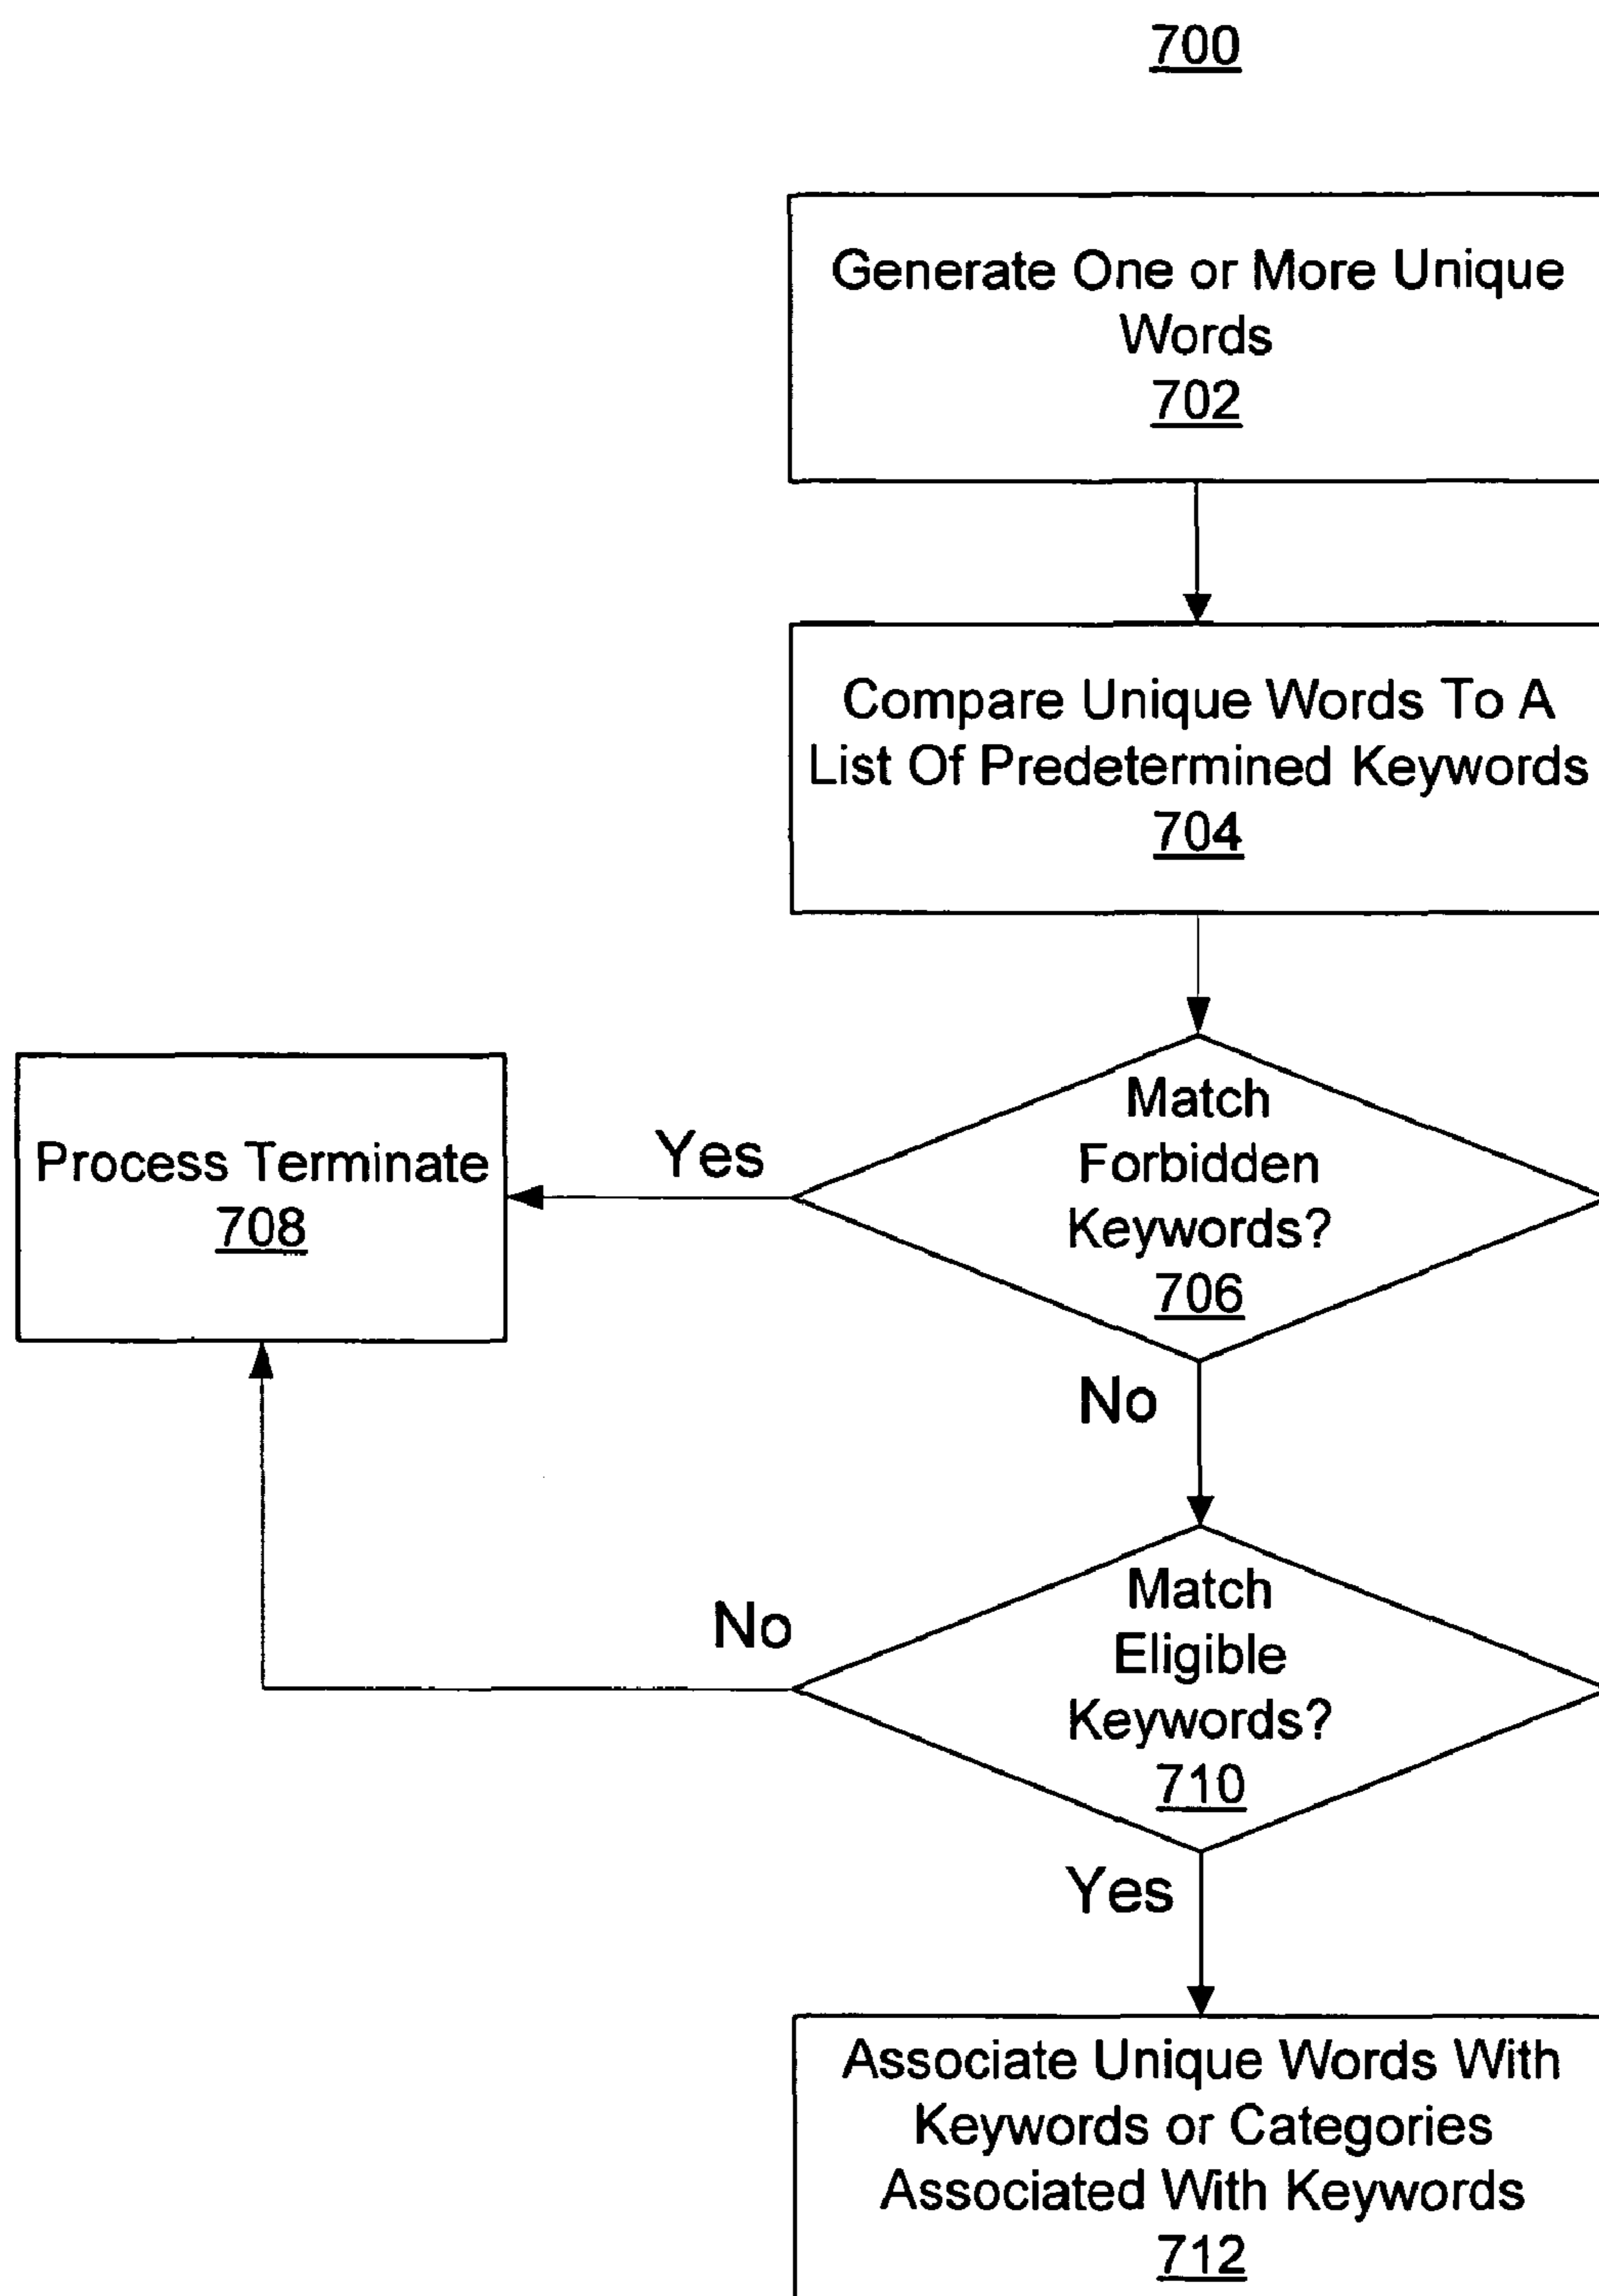 700
Generate One or More Unique
Words
702
Compare Unique Words To A
List Of Predetermined Keywords
704
Match
Forbidden
Keywords?
706
Yes
Process Terminate
708
No
Match
Eligible
Keywords?
710
No
Yes
Associate Unique Words With
Keywords or Categories
Associated With Keywords
712